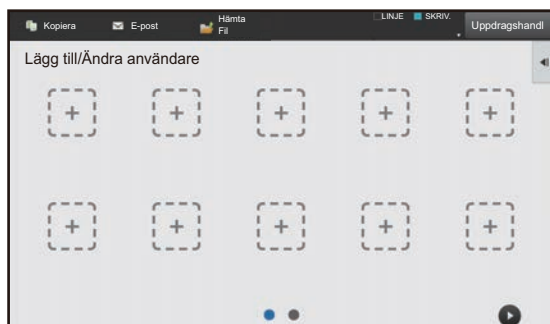 Kopiera
E-post
Hämta
Fil
LINJE
SKRIV.
Uppdragshandl
Lägg till/Ändra användare